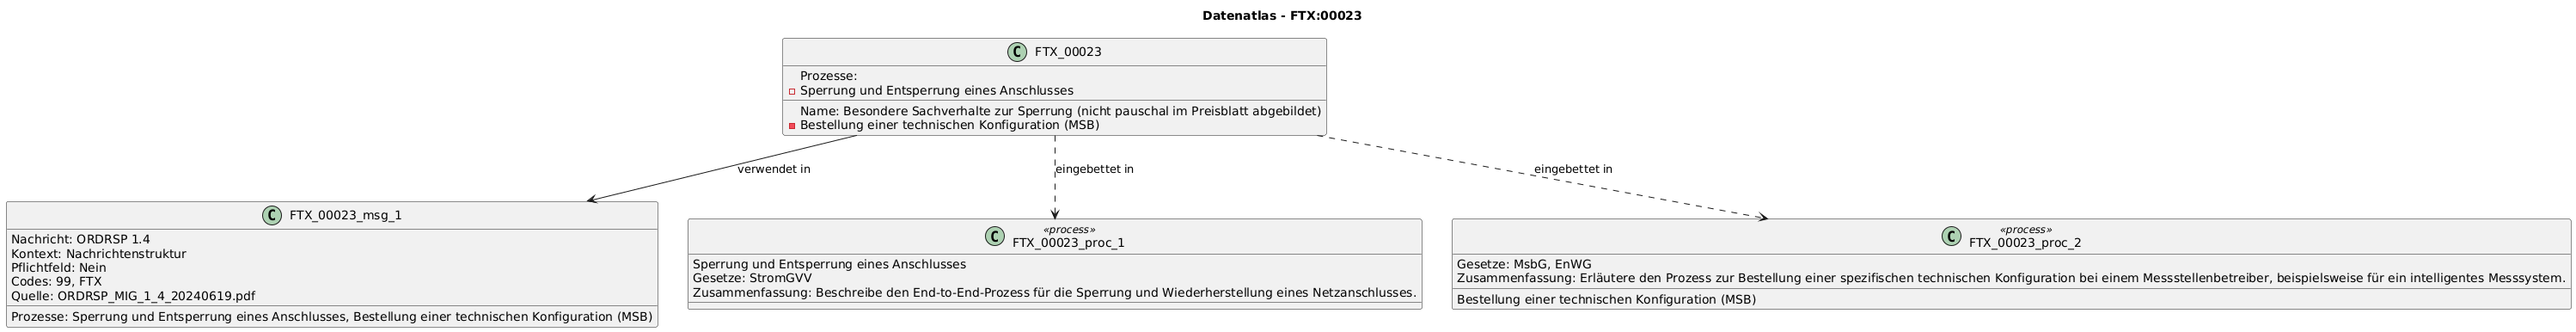 Datenatlas - FTX:00023
C FTX_00023
Prozesse:
Sperrung und Entsperrung eines Anschlusses
Name: Besondere Sachverhalte zur Sperrung (nicht pauschal im Preisblatt abgebildet)
Bestellung einer technischen Konfiguration (MSB)
verwendet in
eingebettet in
eingebettet in
C FTX_00023_msg_1
Nachricht: ORDRSP 1.4
Kontext: Nachrichtenstruktur
Pflichtfeld: Nein
Codes: 99, FTX
Quelle: ORDRSP_MIG_1_4_20240619.pdf
Prozesse: Sperrung und Entsperrung eines Anschlusses, Bestellung einer technischen Konfiguration (MSB)
«process»
C FTX_00023_proc_1
Sperrung und Entsperrung eines Anschlusses
Gesetze: StromGVV
Zusammenfassung: Beschreibe den End-to-End-Prozess für die Sperrung und Wiederherstellung eines Netzanschlusses.
«process»
C FTX_00023_proc_2
Gesetze: MsbG, EnWG
Zusammenfassung: Erläutere den Prozess zur Bestellung einer spezifischen technischen Konfiguration bei einem Messstellenbetreiber, beispielsweise für ein intelligentes Messsystem.
Bestellung einer technischen Konfiguration (MSB)